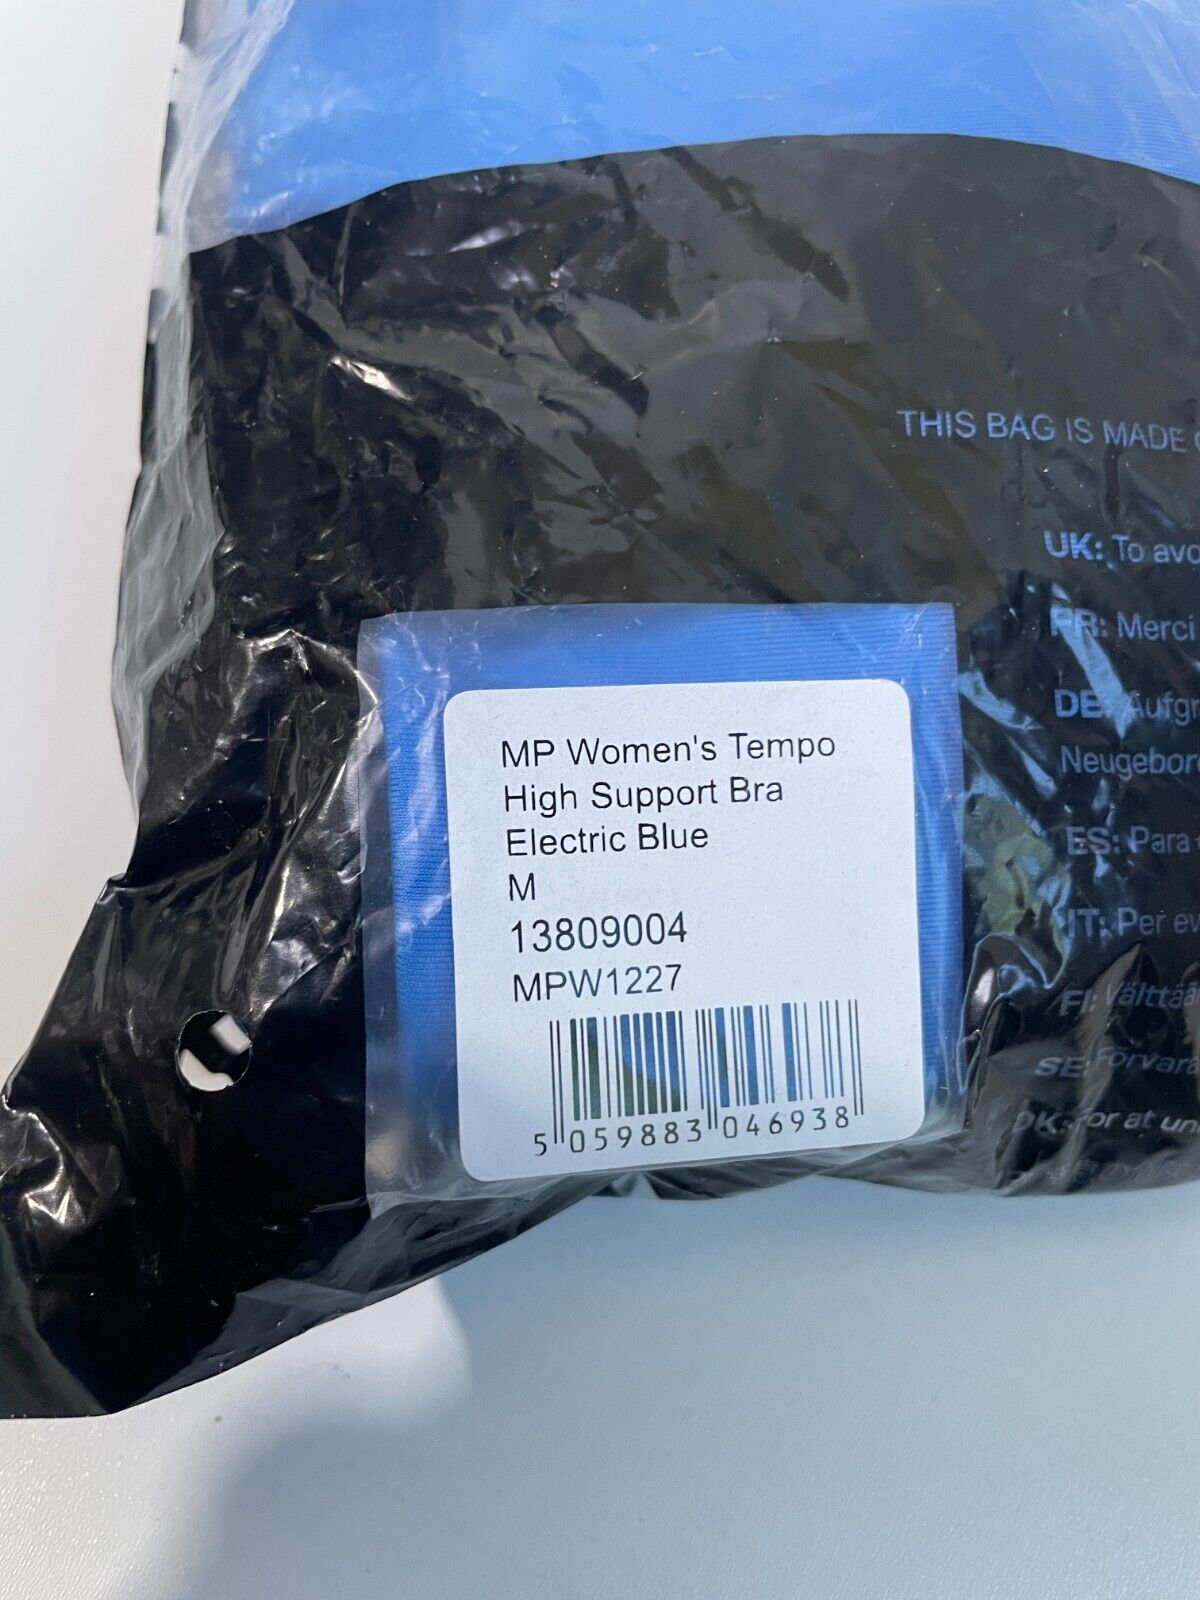 THIS BAG IS MADE
UK: To avo
FR: Merci
DE: Aufgr
Neugebor
ES: Para
IT: Per ev
FI: Välttää
SE: Förvara
DK: For at un
MP Women's Tempo
High Support Bra
Electric Blue
M
13809004
MPW1227
5 059883 046938